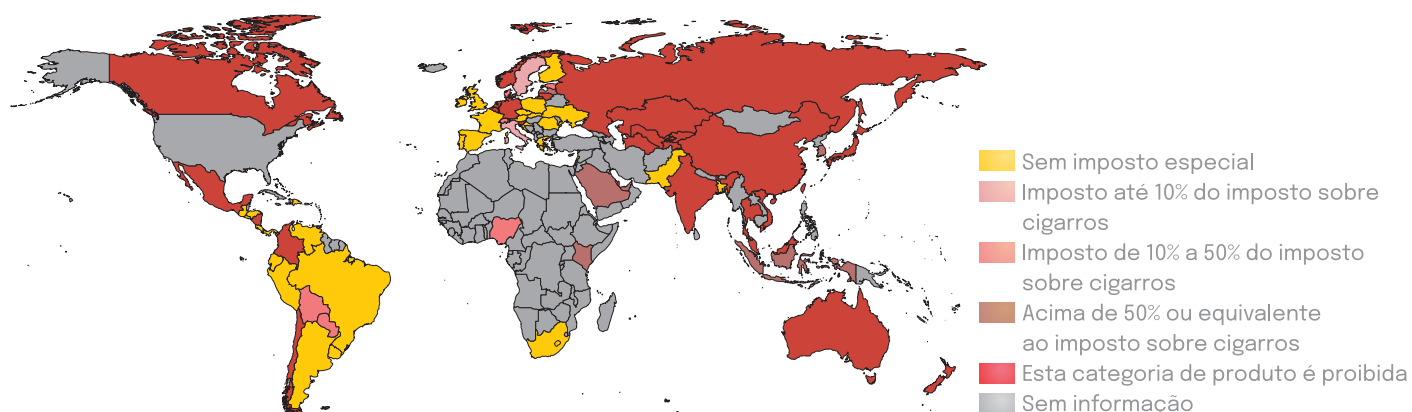 Sem imposto especial
Imposto até 10% do imposto sobre
cigarros
Imposto de 10% a 50% do imposto
sobre cigarros
Acima de 50% ou equivalente
ao imposto sobre cigarros
Esta categoria de produto é proibida
Sem informação